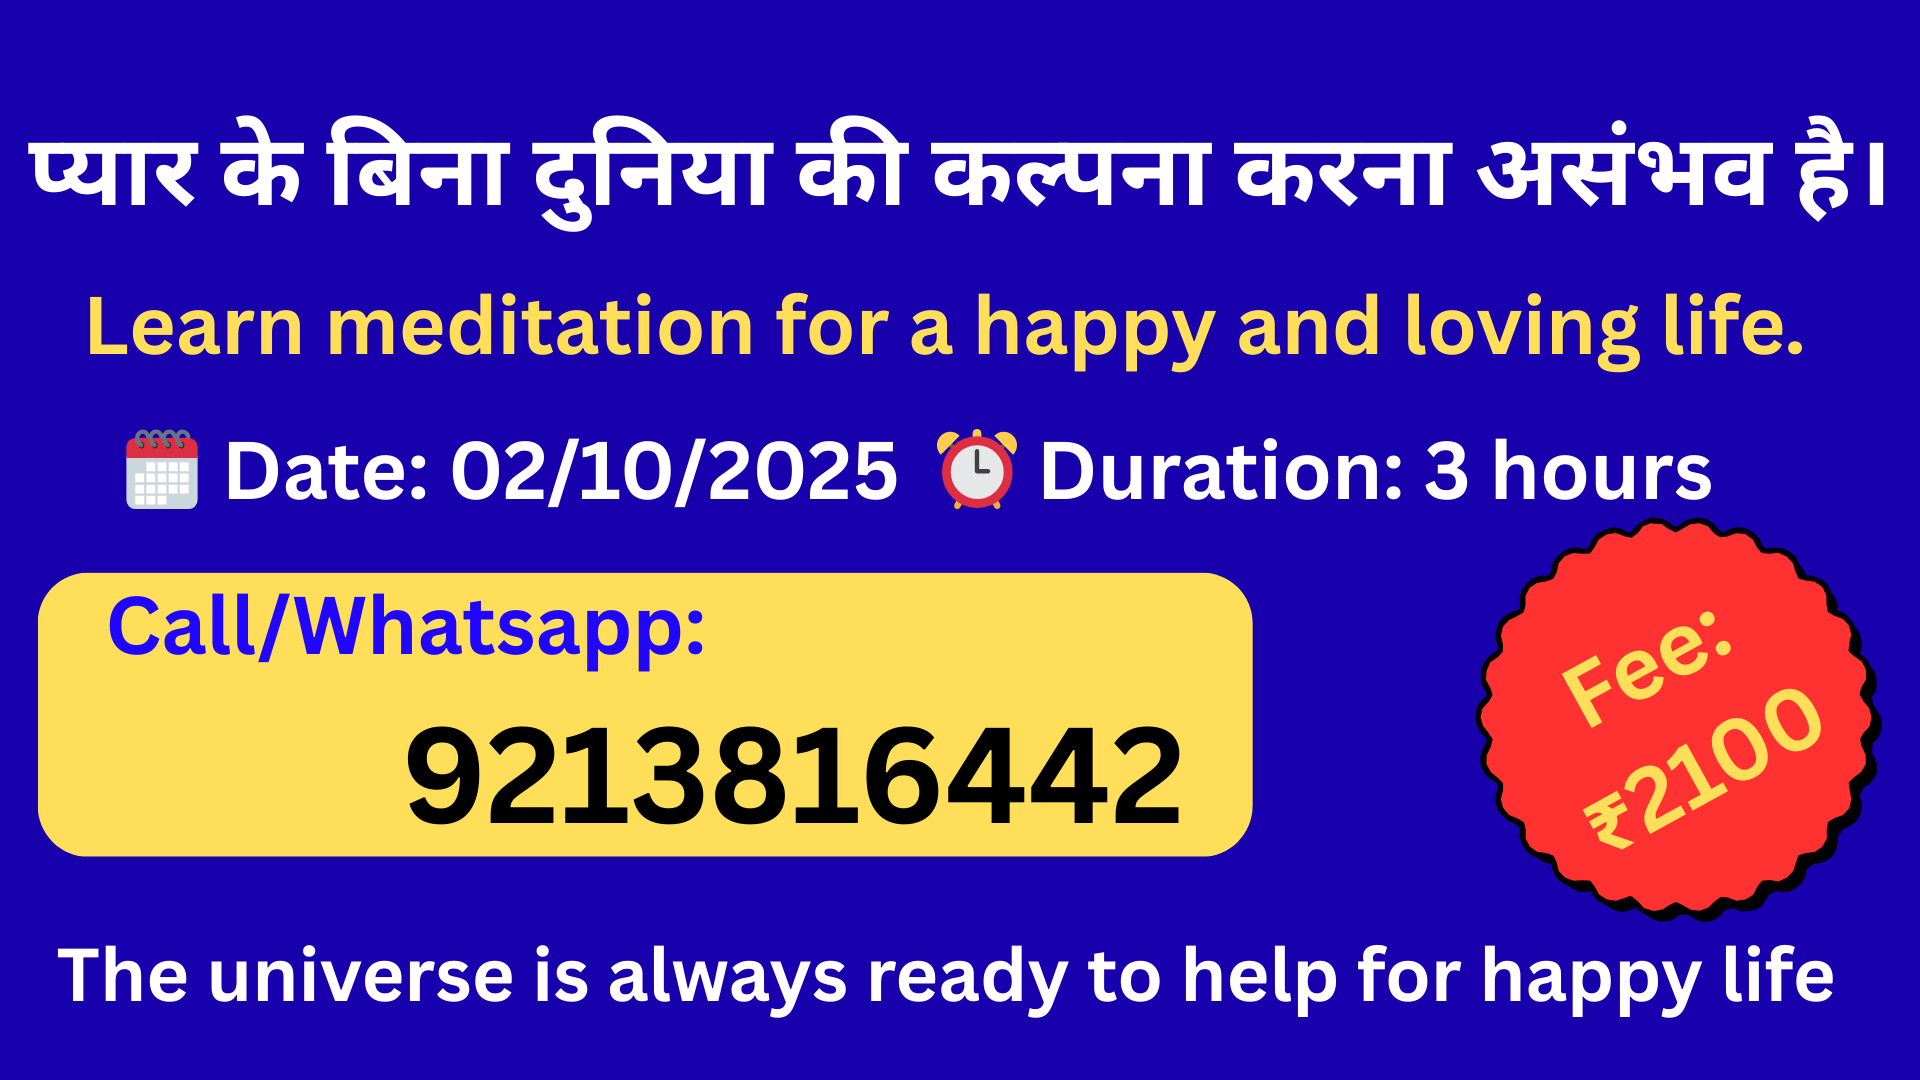 प्यार के बिना दुनिया की कल्पना करना असंभव है।
Learn meditation for a happy and loving life.
Date: 02/10/2025 Duration: 3 hours
Call/Whatsapp:
9213816442
Fee:
₹2100
The universe is always ready to help for happy life